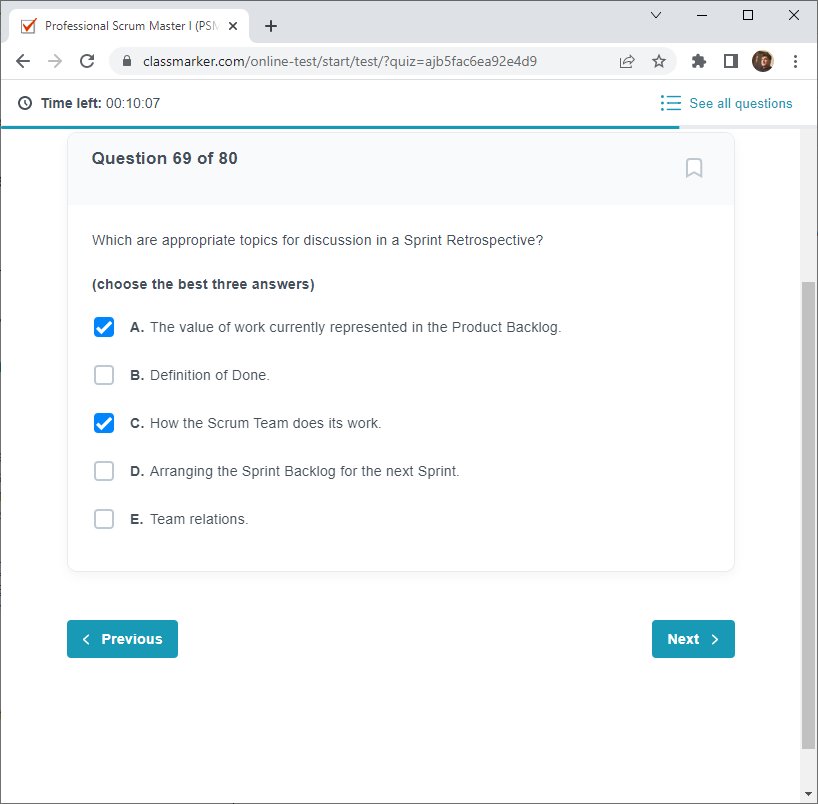 Professional Scrum Master I (PSM
classmarker.com/online-test/start/test/?quiz=ajb5fac6ea92e4d9
Time left: 00:10:07
See all questions
Question 69 of 80
Which are appropriate topics for discussion in a Sprint Retrospective?
(choose the best three answers)
A. The value of work currently represented in the Product Backlog.
B. Definition of Done.
C. How the Scrum Team does its work.
D. Arranging the Sprint Backlog for the next Sprint.
E. Team relations.
Previous
Next